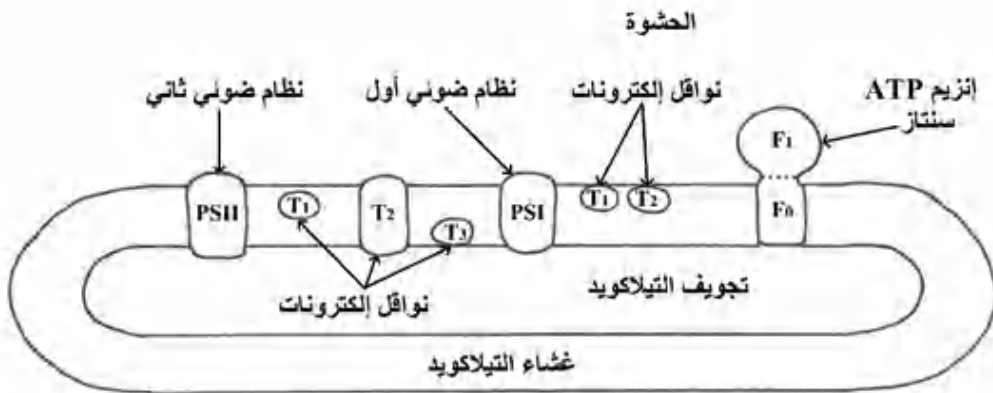 الحشوة
نظام ضوئي ثاني
نظام ضوئي أول
نواقل إلكترونات
إنزيم ATP
سنتاز
F₁
PSII
T₁
T₂
T₃
PSI
T₁
T₂
F₀
نواقل إلكترونات
تجويف التيلاكويد
غشاء التيلاكويد